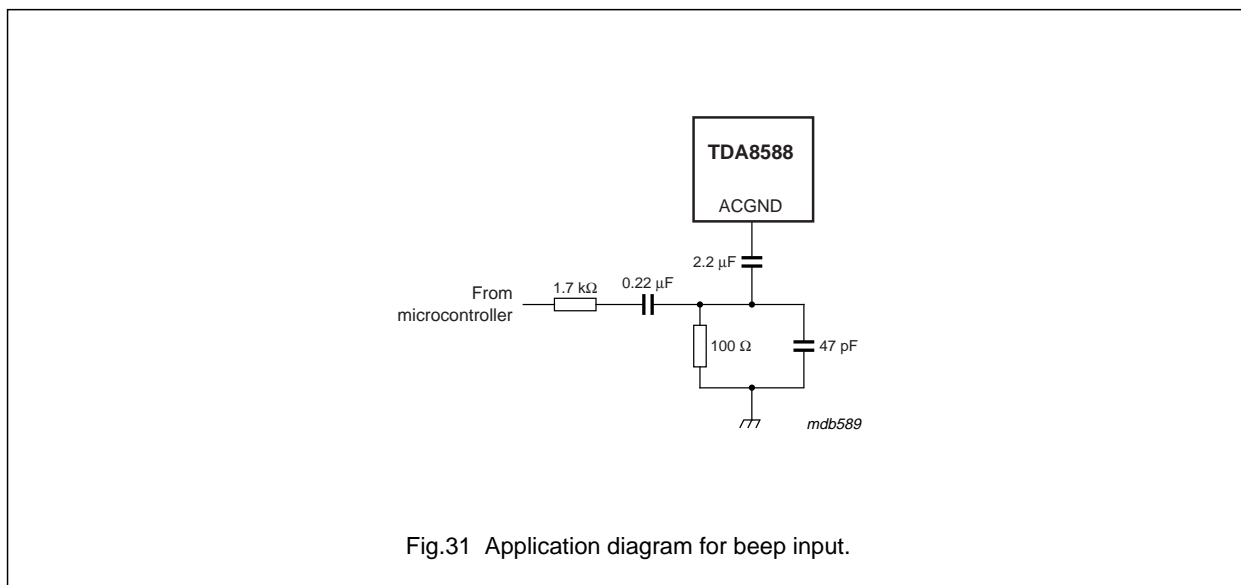 TDA8588
ACGND
2.2 μF
1.7 kΩ
0.22 μF
From
microcontroller
100 Ω
47 pF
mdb589
Fig.31 Application diagram for beep input.